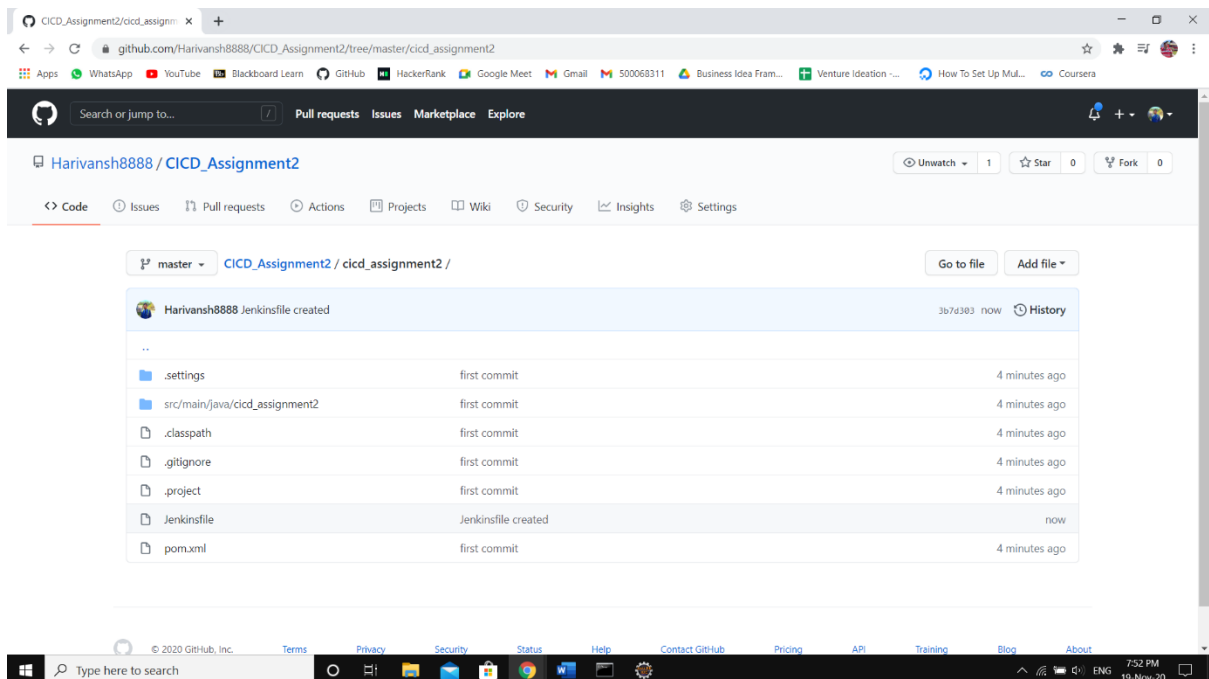 CICD_Assignment2/cicd_assignm
github.com/Harivansh8888/CICD_Assignment2/tree/master/cicd_assignment2
Apps WhatsApp YouTube Blackboard Learn GitHub HackerRank Google Meet Gmail 500068311 Business Idea Fram... Venture Ideation -... How To Set Up Mul... Coursera
Search or jump to... / Pull requests Issues Marketplace Explore
Harivansh8888 / CICD_Assignment2 Unwatch 1 Star 0 Fork 0
<> Code Issues Pull requests Actions Projects Wiki Security Insights Settings
master CICD_Assignment2 / cicd_assignment2 / Go to file Add file
Harivansh8888 Jenkinsfile created 3b7d303 now History
..
.settings first commit 4 minutes ago
src/main/java/cicd_assignment2 first commit 4 minutes ago
.classpath first commit 4 minutes ago
.gitignore first commit 4 minutes ago
.project first commit 4 minutes ago
Jenkinsfile Jenkinsfile created now
pom.xml first commit 4 minutes ago
© 2020 GitHub, Inc. Terms Privacy Security Status Help Contact GitHub Pricing API Training Blog About
Type here to search ENG 7:52 PM
19-Nov-20